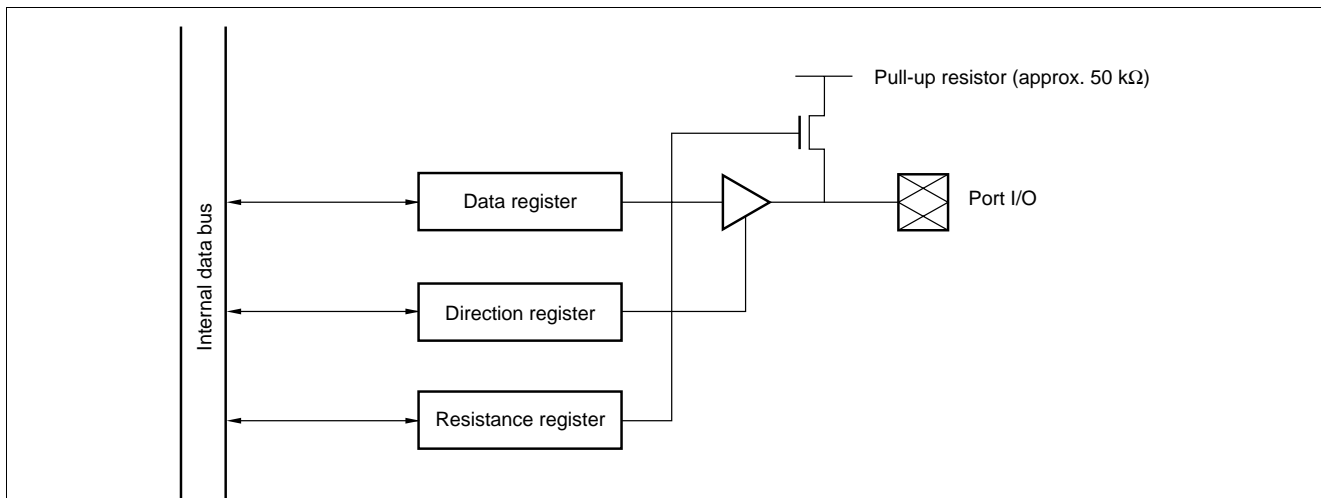 Pull-up resistor (approx. 50 kΩ)
Data register
Port I/O
Internal data bus
Direction register
Resistance register